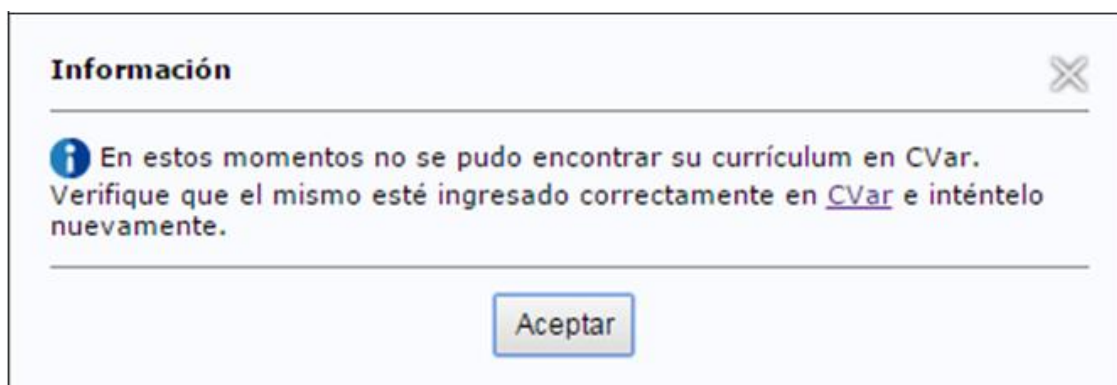 Información
En estos momentos no se pudo encontrar su currículum en CVar.
Verifique que el mismo esté ingresado correctamente en CVar e inténtelo
nuevamente.
Aceptar